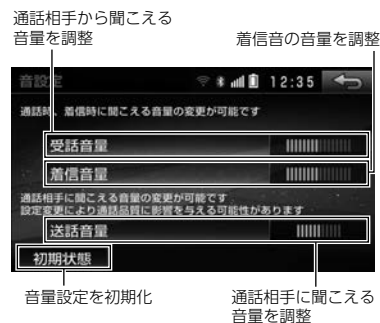 通話相手から聞こえる
音量を調整
着信音の音量を調整
音設定
12:35
通話時、着信時に聞こえる音量の変更が可能です
受話音量
着信音量
通話相手に聞こえる音量の変更が可能です
設定変更により通話品質に影響を与える可能性があります
送話音量
初期状態
音量設定を初期化
通話相手に聞こえる
音量を調整